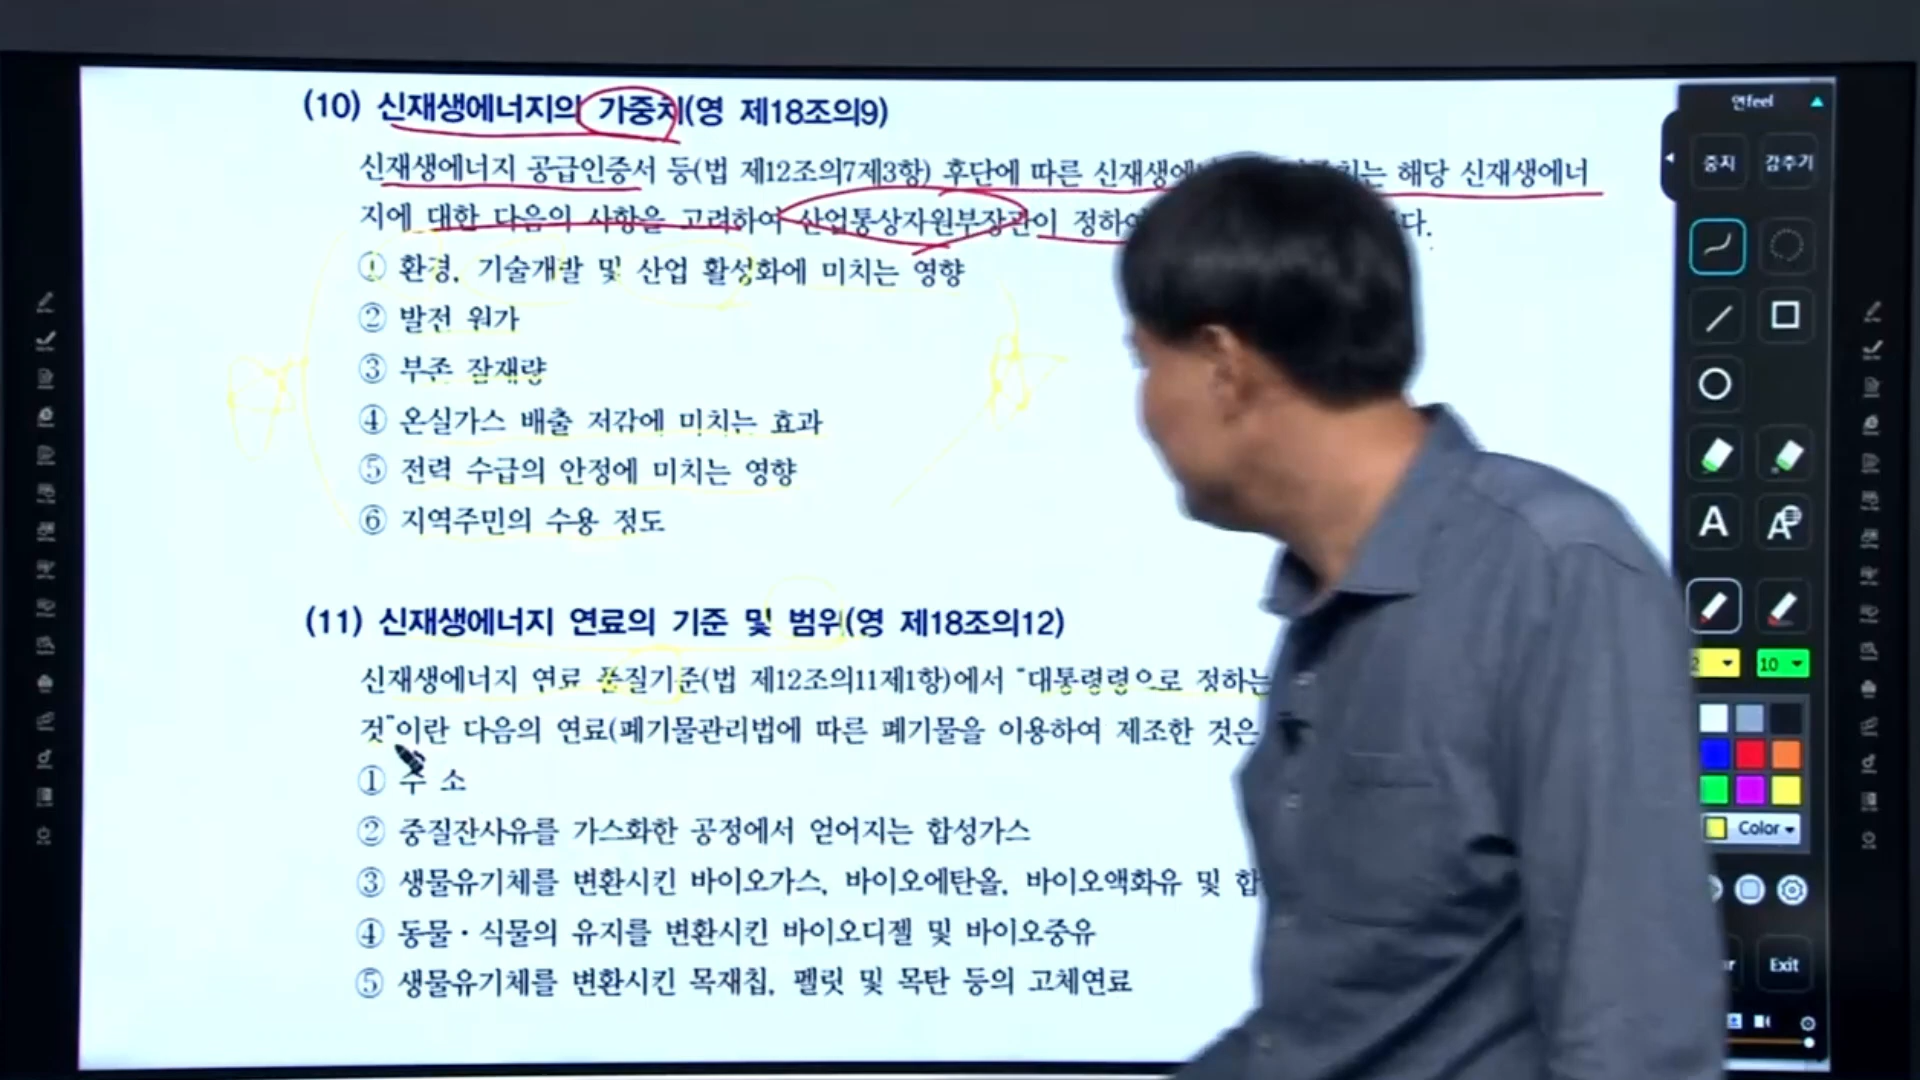 (10) 신재생에너지의 가중치(영 제18조의9)
신재생에너지 공급인증서 등(법 제12조의7제3항) 후단에 따른 신재생에 는 해당 신재생에너
지에 대한 다음의 사항을 고려하여 산업통상자원부장관이 정하여 다.
① 환경, 기술개발 및 산업 활성화에 미치는 영향
② 발전 원가
③ 부존 잠재량
④ 온실가스 배출 저감에 미치는 효과
⑤ 전력 수급의 안정에 미치는 영향
⑥ 지역주민의 수용 정도
(11) 신재생에너지 연료의 기준 및 범위(영 제18조의12)
신재생에너지 연료 품질기준(법 제12조의11제1항)에서 "대통령령으로 정하는
것"이란 다음의 연료(폐기물관리법에 따른 폐기물을 이용하여 제조한 것은
① 수 소
② 중질잔사유를 가스화한 공정에서 얻어지는 합성가스
③ 생물유기체를 변환시킨 바이오가스, 바이오에탄올, 바이오액화유 및 합
④ 동물·식물의 유지를 변환시킨 바이오디젤 및 바이오중유
⑤ 생물유기체를 변환시킨 목재칩, 펠릿 및 목탄 등의 고체연료
연feel
중지 감추기
A A
2 10
Color
Exit